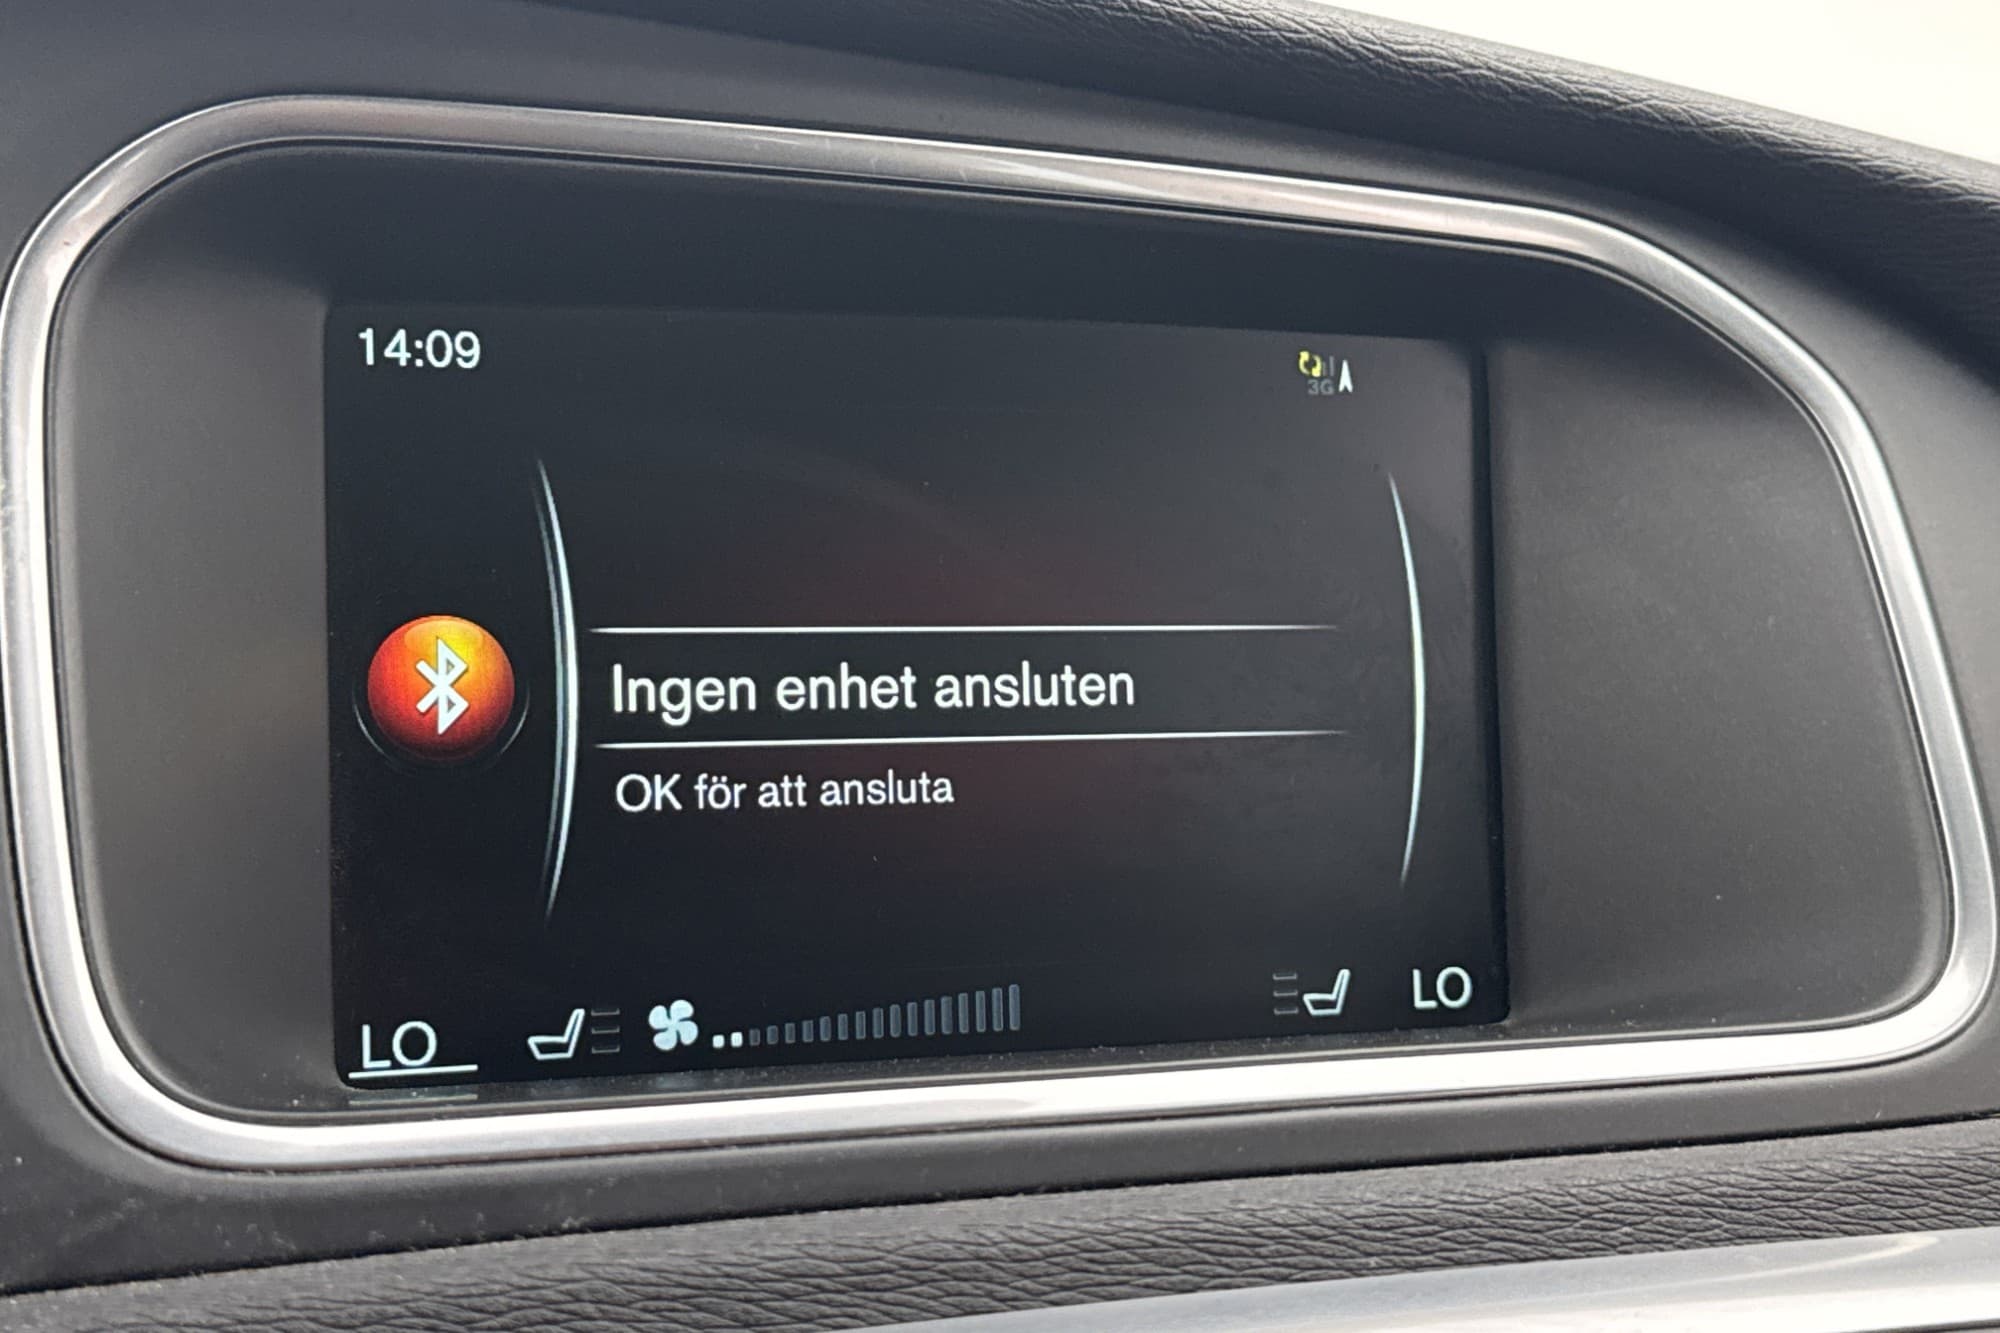 14:09
3G
Ingen enhet ansluten
OK för att ansluta
LO
LO